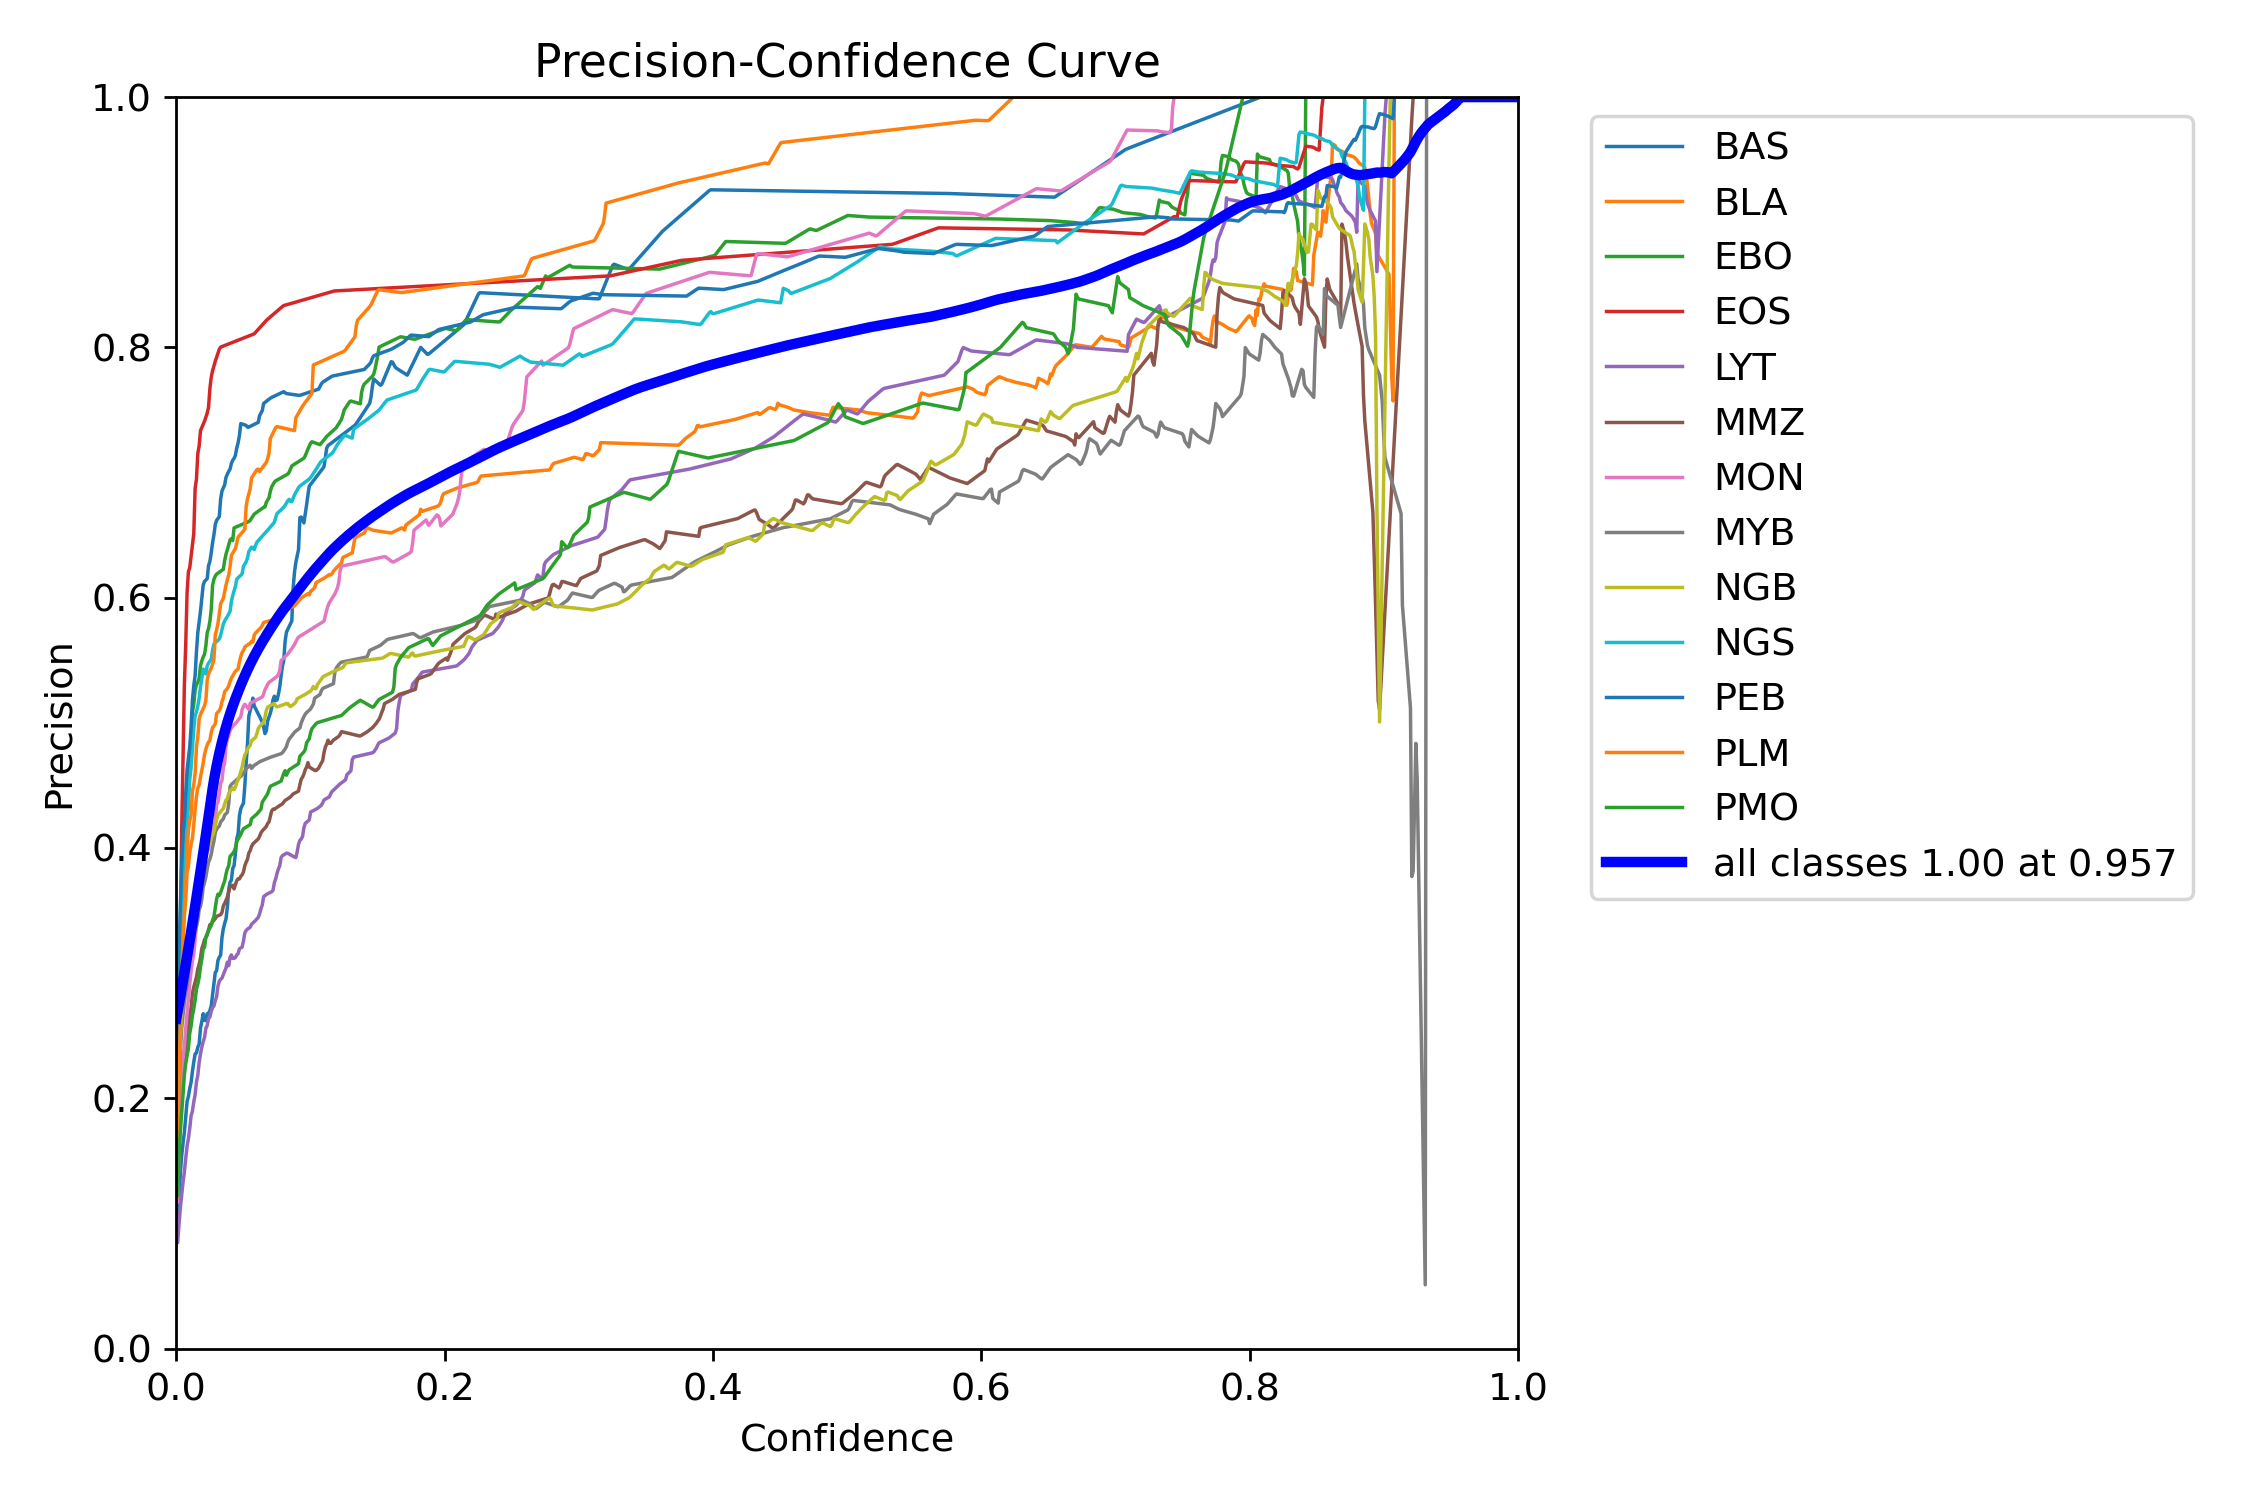 Precision-Confidence Curve
1.0
0.8
0.6
0.4
0.2
0.0
Precision
0.0 0.2 0.4 0.6 0.8 1.0
Confidence
BAS
BLA
EBO
EOS
LYT
MMZ
MON
MYB
NGB
NGS
PEB
PLM
PMO
all classes 1.00 at 0.957